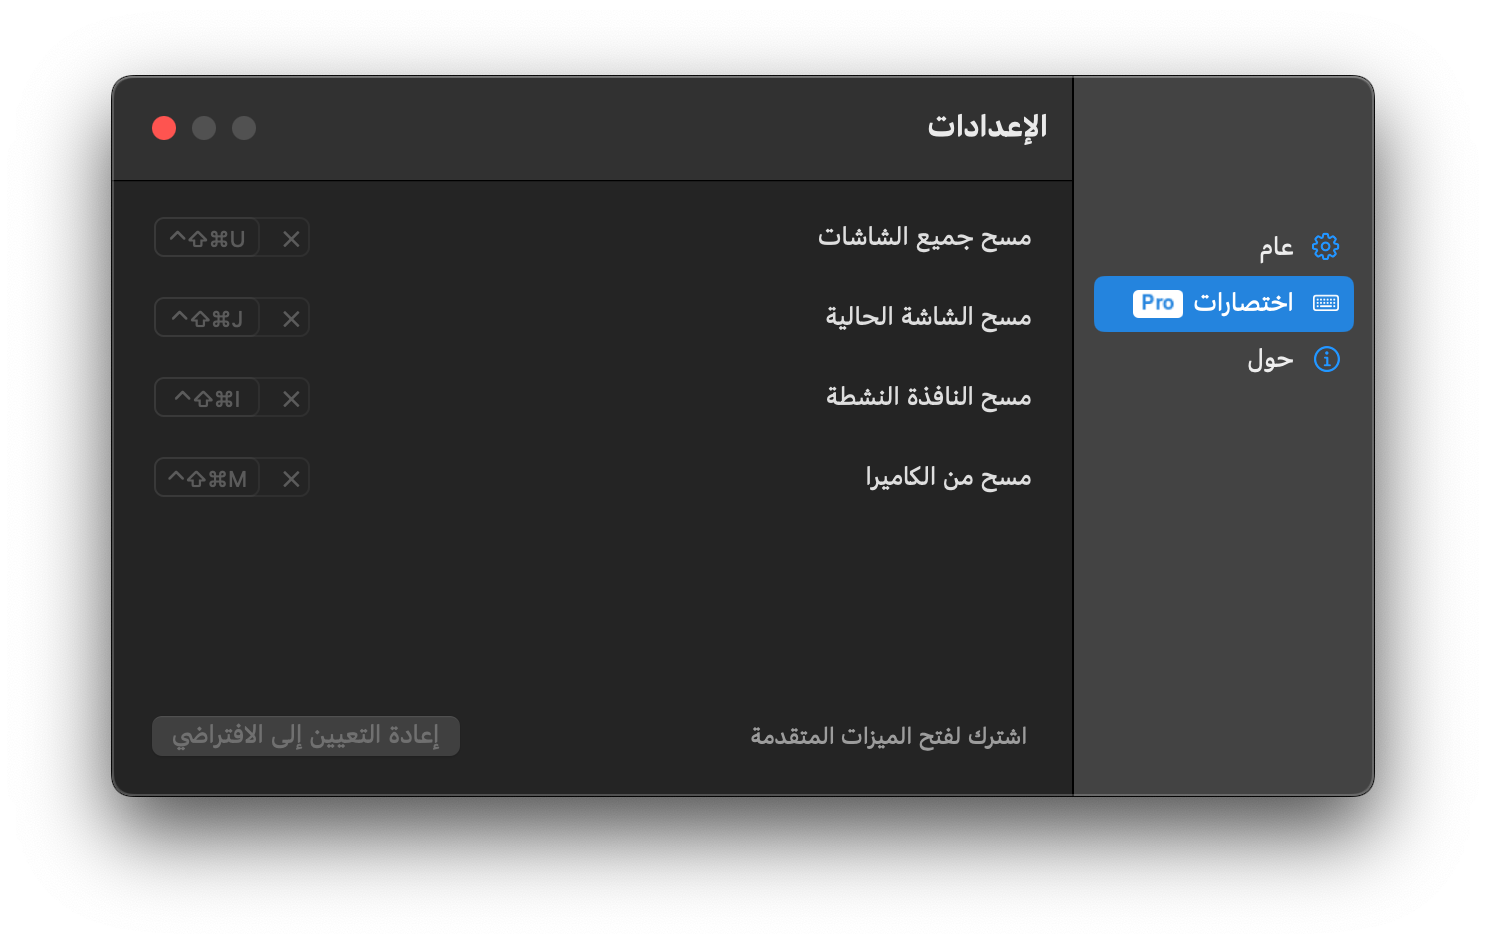 الإعدادات
عام
اختصارات Pro
حول
مسح جميع الشاشات
^⇧⌘U ×
مسح الشاشة الحالية
^⇧⌘J ×
مسح النافذة النشطة
^⇧⌘I ×
مسح من الكاميرا
^⇧⌘M ×
اشترك لفتح الميزات المتقدمة
إعادة التعيين إلى الافتراضي